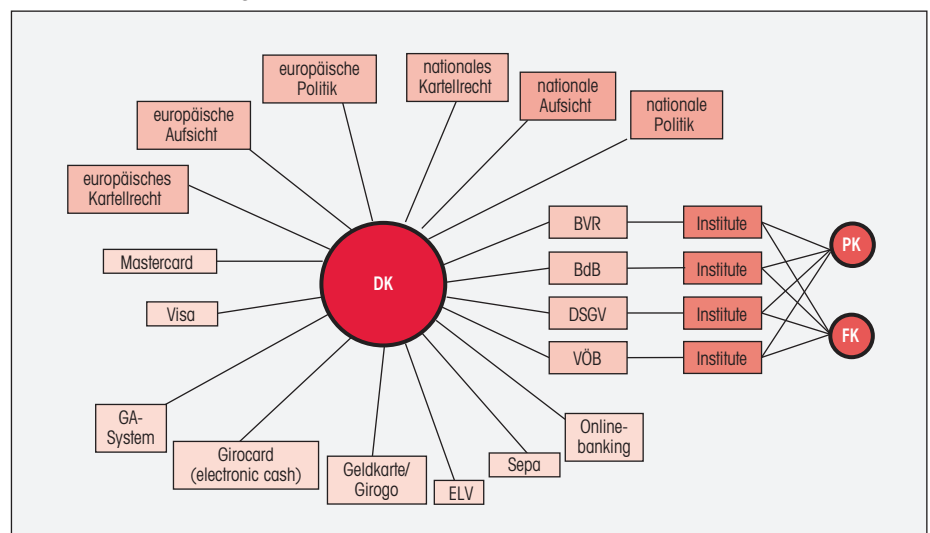 europäische
Politik
nationales
Kartellrecht
nationale
Aufsicht
nationale
Politik
europäische
Aufsicht
europäisches
Kartellrecht
Mastercard
Visa
DK
BVR
Institute
BdB
Institute
DSGV
Institute
VÖB
Institute
PK
FK
GA-
System
Girocard
(electronic cash)
Geldkarte/
Girogo
ELV
Sepa
Online-
banking